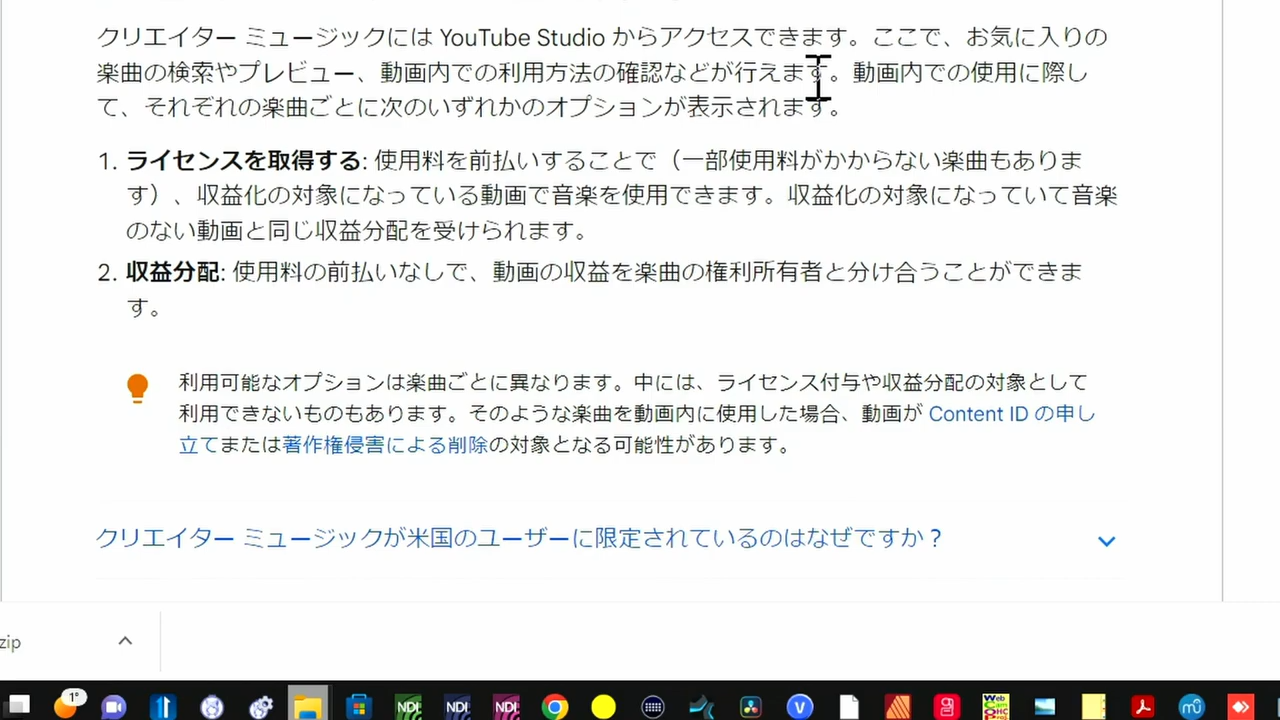 クリエイター ミュージックには YouTube Studio からアクセスできます。ここで、お気に入りの
楽曲の検索やプレビュー、動画内での利用方法の確認などが行えます。動画内での使用に際し
て、それぞれの楽曲ごとに次のいずれかのオプションが表示されます。
1. ライセンスを取得する: 使用料を前払いすることで（一部使用料がかからない楽曲もありま
す）、収益化の対象になっている動画で音楽を使用できます。収益化の対象になっていて音楽
のない動画と同じ収益分配を受けられます。
2. 収益分配: 使用料の前払いなしで、動画の収益を楽曲の権利所有者と分け合うことができま
す。
利用可能なオプションは楽曲ごとに異なります。中には、ライセンス付与や収益分配の対象として
利用できないものもあります。そのような楽曲を動画内に使用した場合、動画が Content ID の申し
立てまたは著作権侵害による削除の対象となる可能性があります。
クリエイター ミュージックが米国のユーザーに限定されているのはなぜですか？
zip
1°
NDI
NDI
NDI
V
Web
Cam
mū